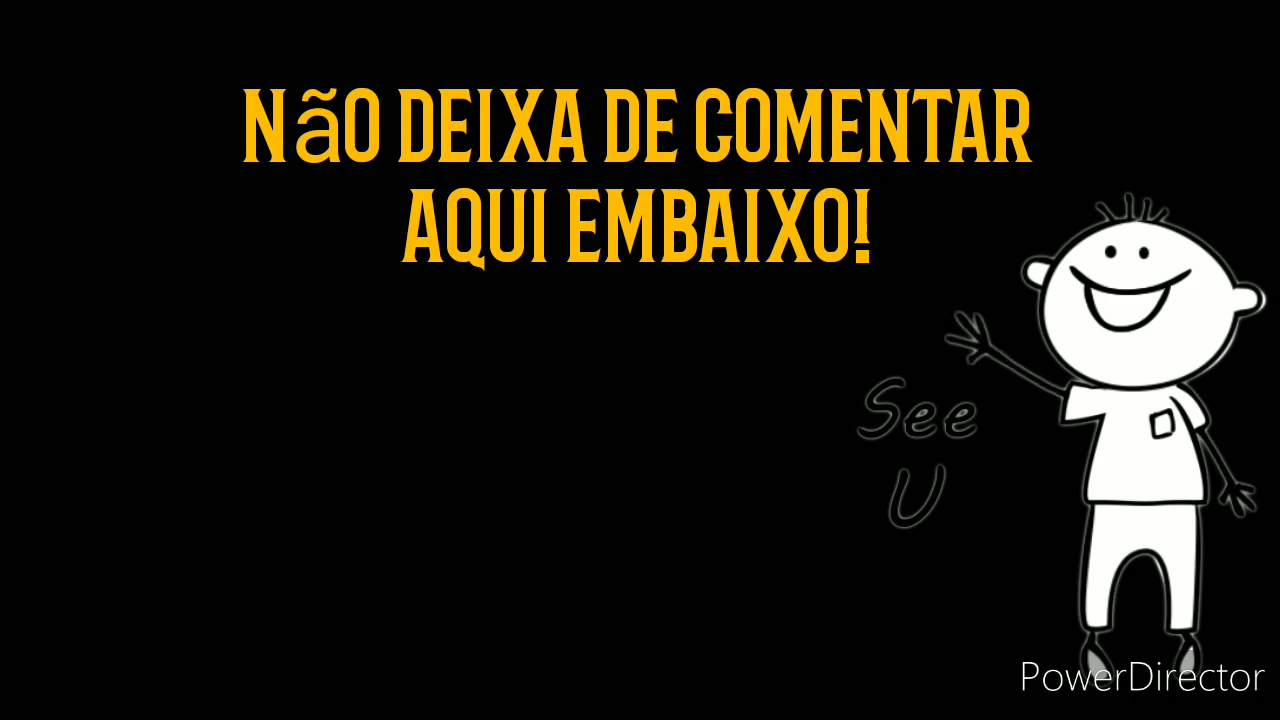 NãO DEIXA DE COMENTAR
AQUI EMBAIXO!
See
U
PowerDirector